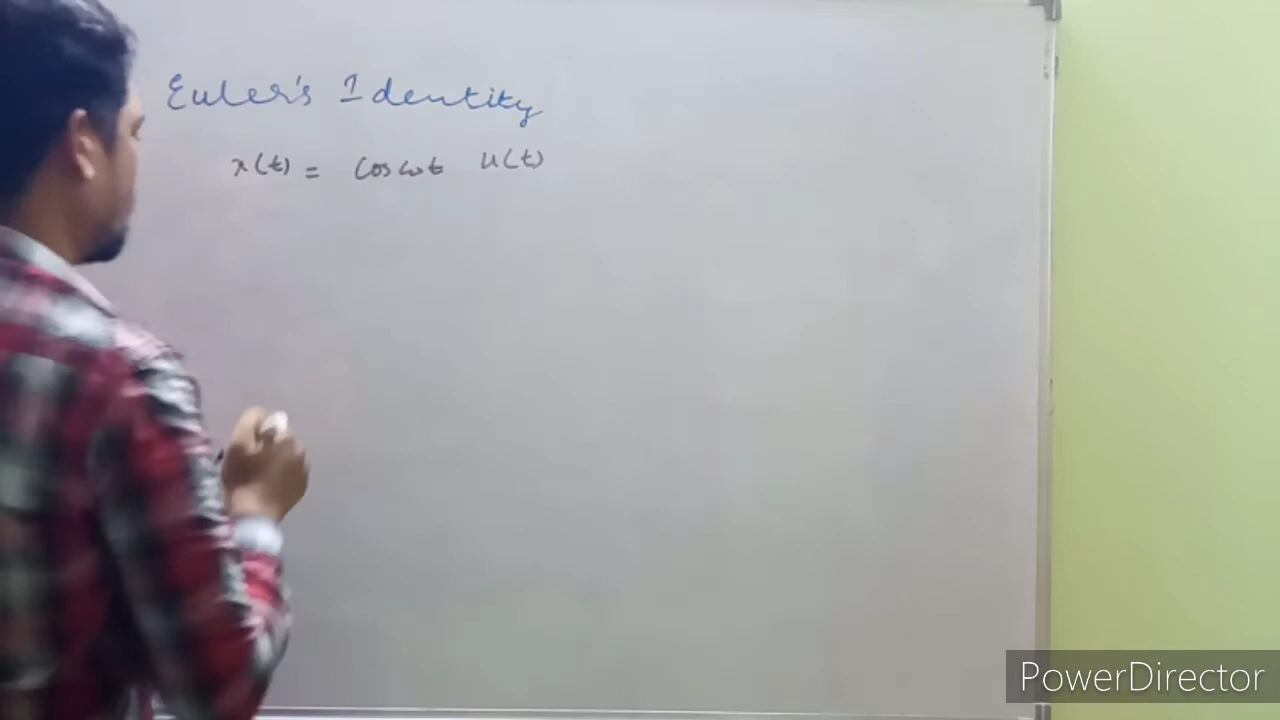 Euler's Identity
x(t) = Cos ωt u(t)
PowerDirector